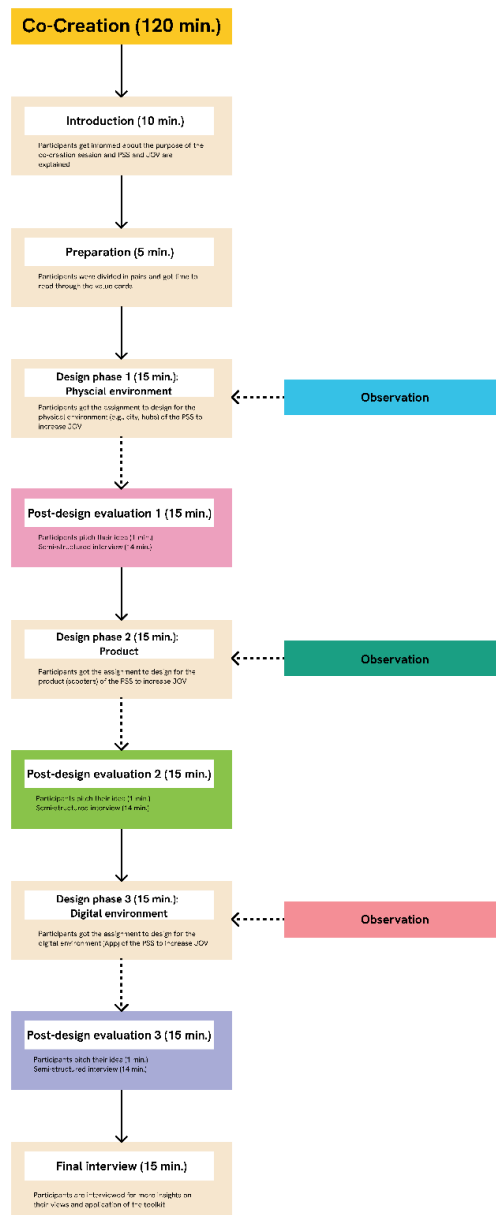 Co-Creation (120 min.)
Introduction (10 min.)
Participants get informed about the purpose of the
co-creation session and PSS and JOV are
explained
Preparation (5 min.)
Participants were divided in pairs and got time to
read through the value cards
Design phase 1 (15 min.):
Physcial environment
Participants got the assignment to design for the
physical environment (e.g., city, hubs) of the PSS to
increase JOV
Observation
Post-design evaluation 1 (15 min.)
Participants pitch their idea (1 min.)
Semi-structured interview (14 min.)
Design phase 2 (15 min.):
Product
Participants got the assignment to design for the
product (scooters) of the PSS to increase JOV
Observation
Post-design evaluation 2 (15 min.)
Participants pitch their idea (1 min.)
Semi-structured interview (14 min.)
Design phase 3 (15 min.):
Digital environment
Participants got the assignment to design for the
digital environment (App) of the PSS to increase JOV
Observation
Post-design evaluation 3 (15 min.)
Participants pitch their idea (1 min.)
Semi-structured interview (14 min.)
Final interview (15 min.)
Participants are interviewed for more insights on
their views and application of the toolkit